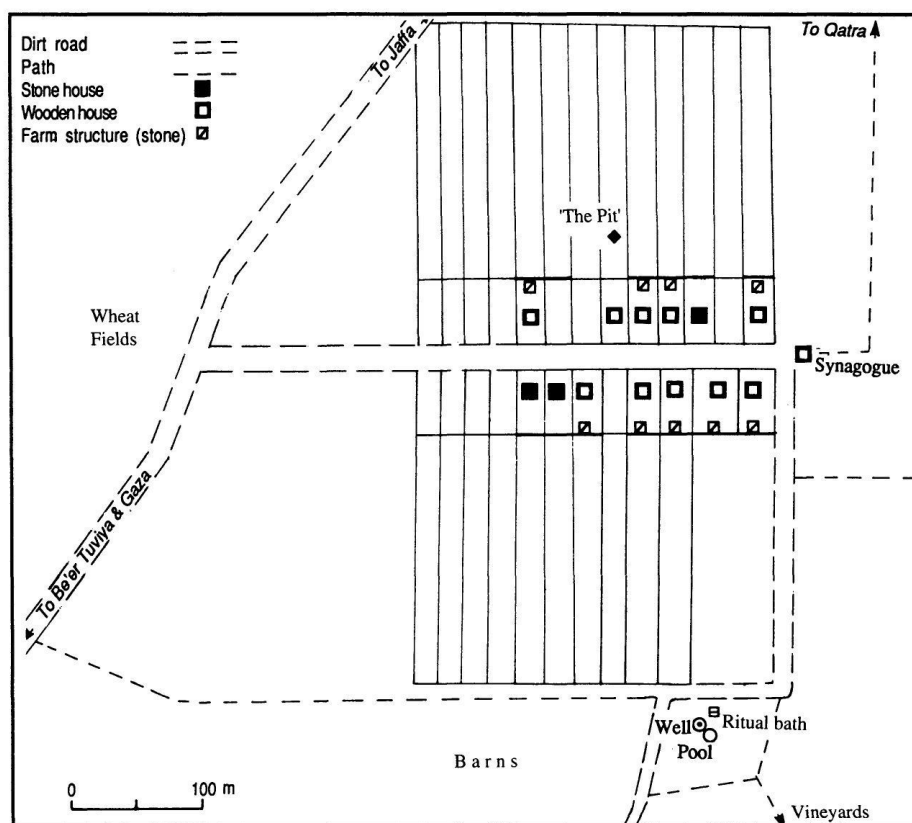 Dirt road
Path
Stone house
Wooden house
Farm structure (stone)
To Jaffa
To Qatra
'The Pit'
Wheat
Fields
Synagogue
To Be'er Tuviya & Gaza
Ritual bath
Well
Pool
Barns
Vineyards
0 100 m